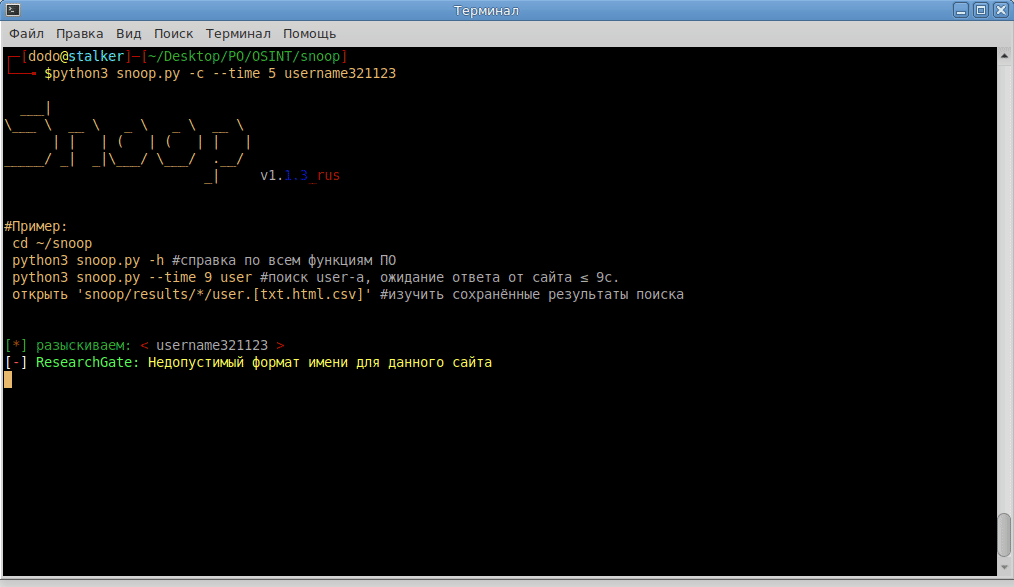 Терминал
Файл Правка Вид Поиск Терминал Помощь
[dodo@stalker]—[~/Desktop/PO/OSINT/snoop]
$python3 snoop.py -c --time 5 username321123
Snoop
v1.1.3_rus
#Пример:
cd ~/snoop
python3 snoop.py -h #справка по всем функциям ПО
python3 snoop.py --time 9 user #поиск user-a, ожидание ответа от сайта ≤ 9с.
открыть 'snoop/results/*/user.[txt.html.csv]' #изучить сохранённые результаты поиска
[*] разыскиваем: < username321123 >
[-] ResearchGate: Недопустимый формат имени для данного сайта